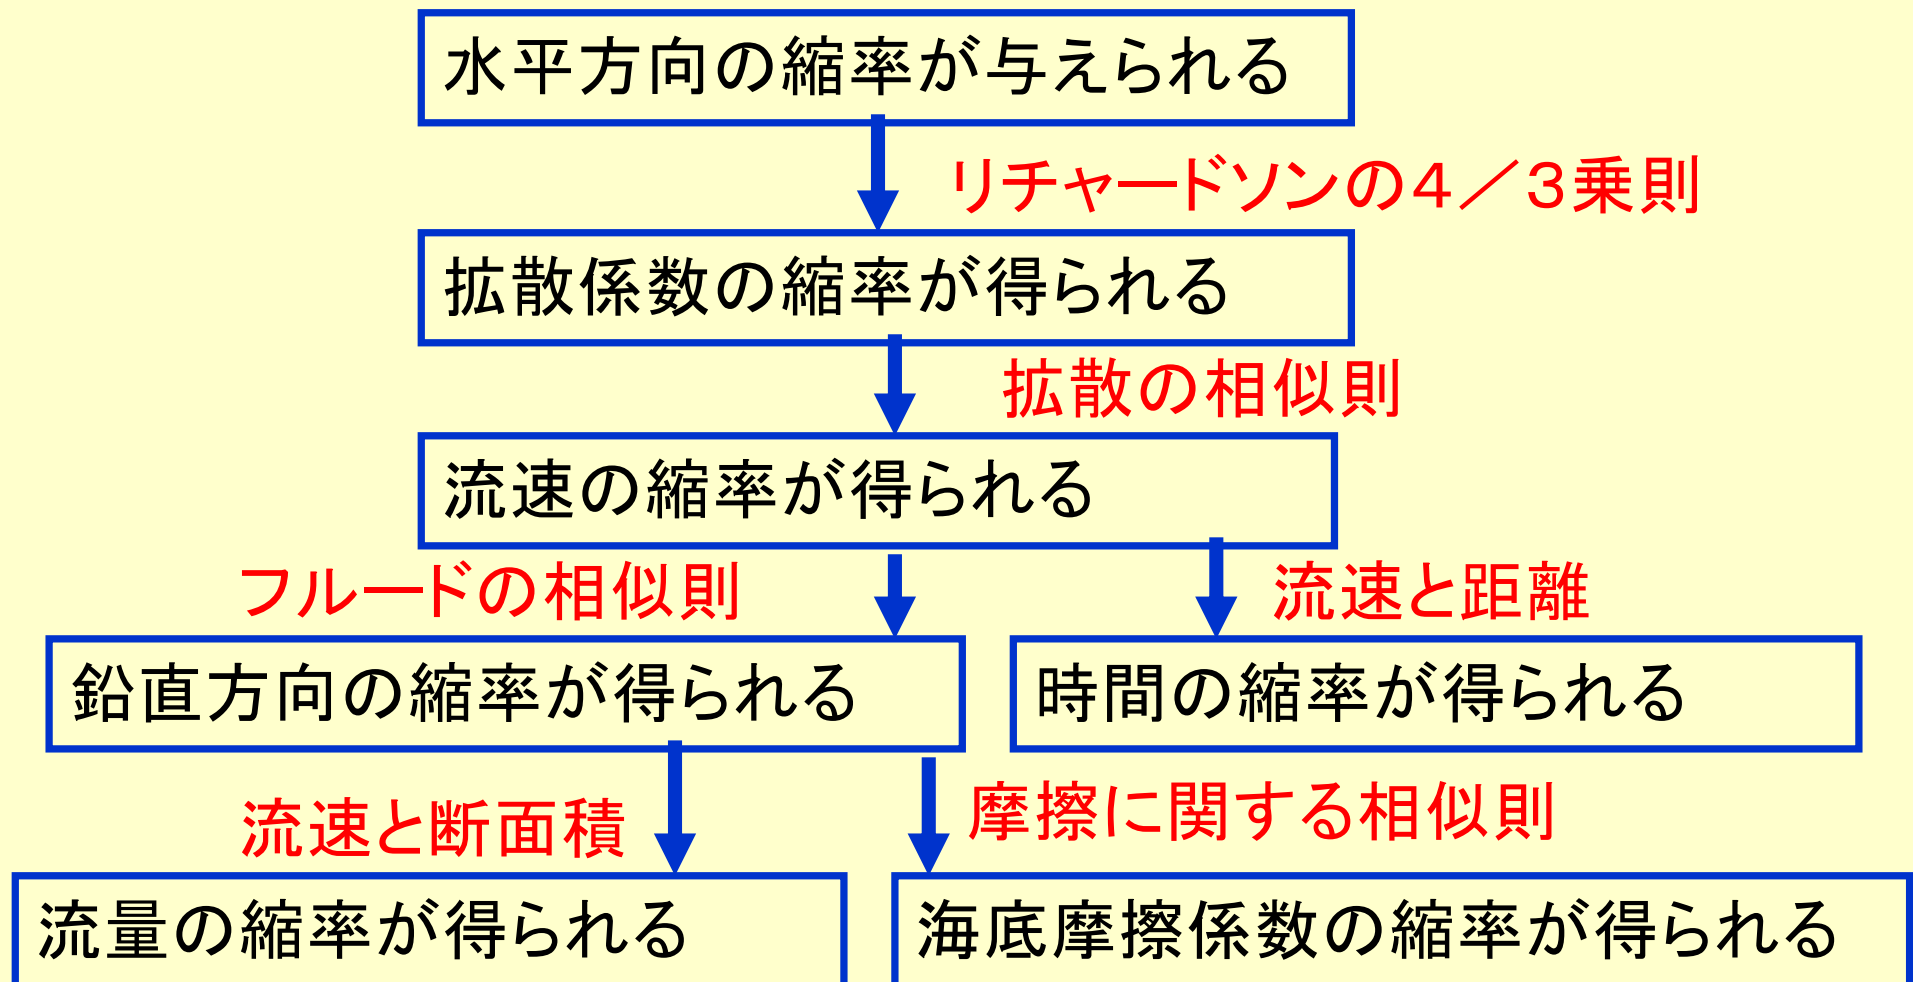 水平方向の縮率が与えられる
リチャードソンの４／３乗則
拡散係数の縮率が得られる
拡散の相似則
流速の縮率が得られる
フルードの相似則
流速と距離
鉛直方向の縮率が得られる
時間の縮率が得られる
流速と断面積
摩擦に関する相似則
流量の縮率が得られる
海底摩擦係数の縮率が得られる